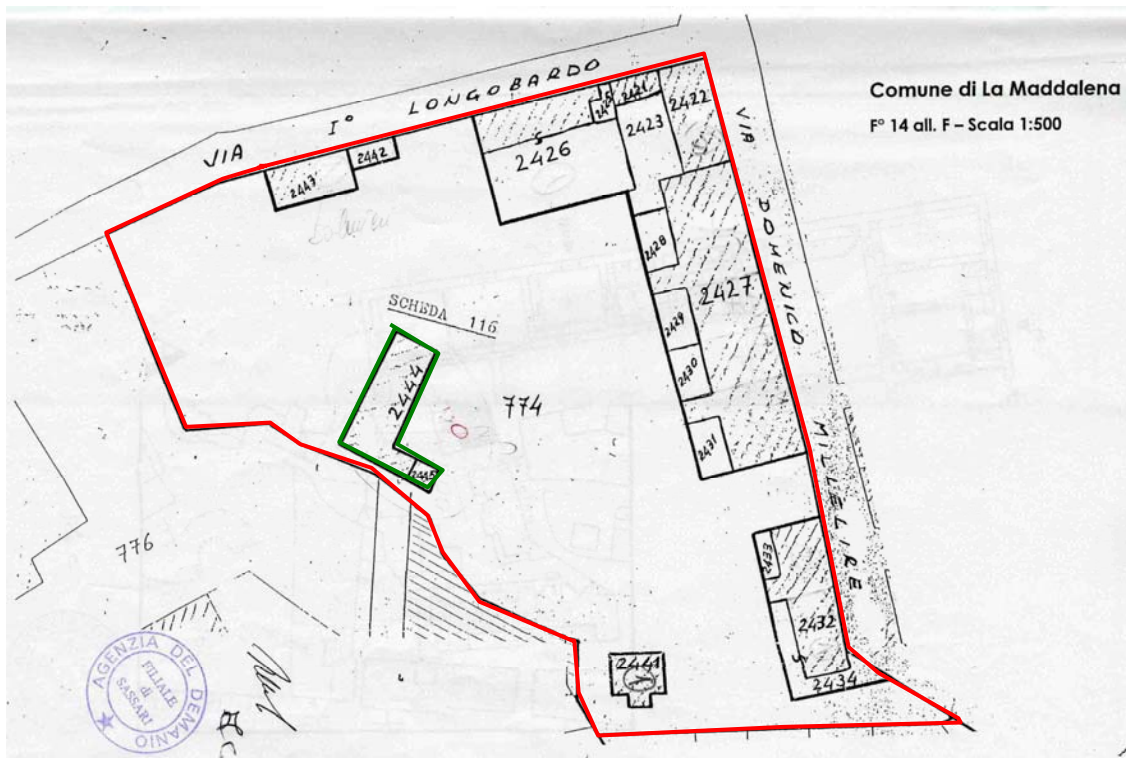 Comune di La Maddalena
F° 14 all. F – Scala 1:500
VIA I° LONGOBARDO
VIA DOMENICO MILLELIRE
2421
2422
2423
2426
S
2442
2443
2428
2427
2429
2430
2431
SCHEDA 116
2444
2445
774
776
2433
2432
S
2434
2441
AGENZIA DEL DEMANIO
FILIALE
di
SASSARI